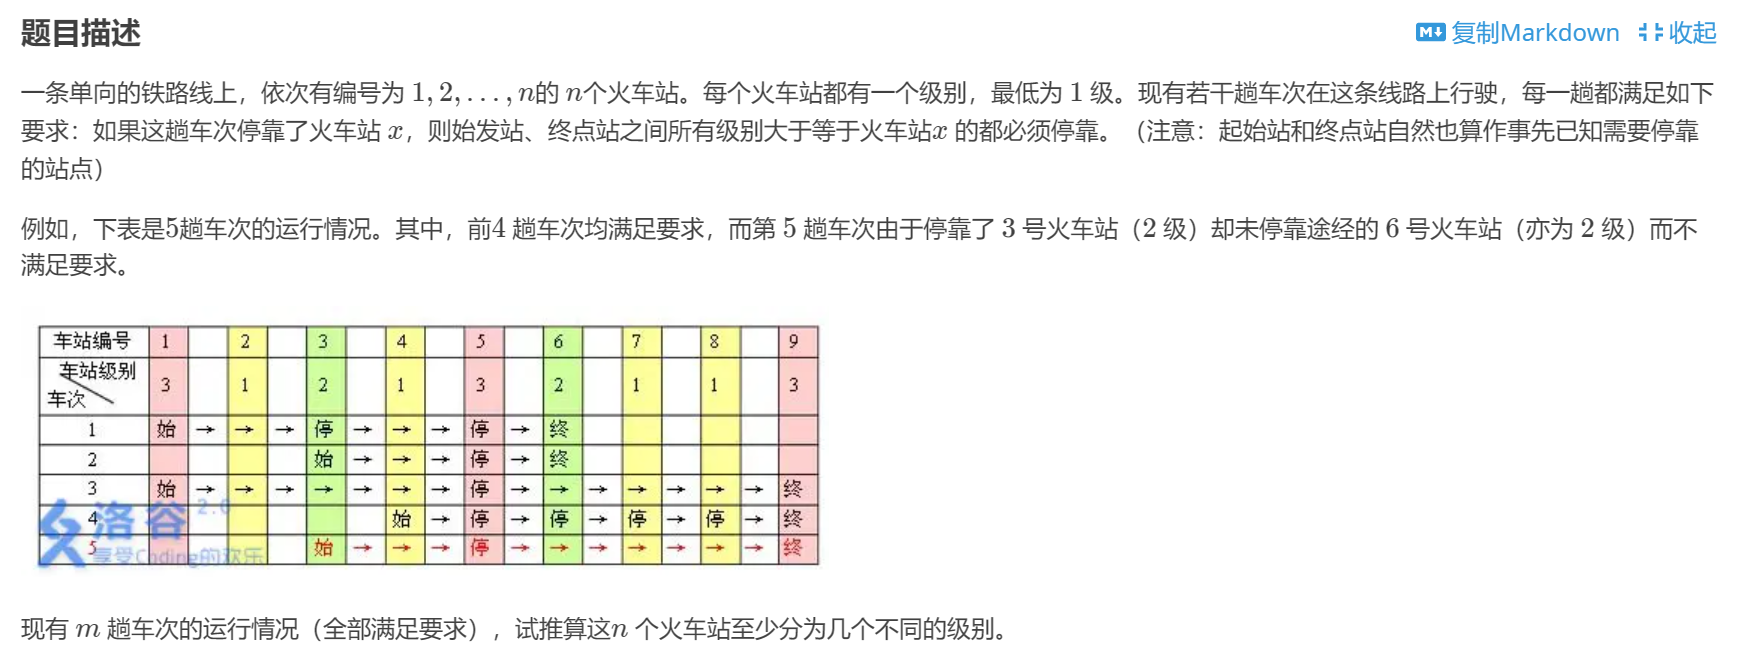 题目描述
复制Markdown 收起
一条单向的铁路线上，依次有编号为 1, 2, . . . , n的 n个火车站。每个火车站都有一个级别，最低为 1 级。现有若干趟车次在这条线路上行驶，每一趟都满足如下
要求：如果这趟车次停靠了火车站 x，则始发站、终点站之间所有级别大于等于火车站x 的都必须停靠。（注意：起始站和终点站自然也算作事先已知需要停靠
的站点）
例如，下表是5趟车次的运行情况。其中，前4 趟车次均满足要求，而第 5 趟车次由于停靠了 3 号火车站（2 级）却未停靠途经的 6 号火车站（亦为 2 级）而不
满足要求。
车站编号 1 2 3 4 5 6 7 8 9
车站级别 3 1 2 1 3 2 1 1 3
车次
1 始 → → → 停 → → → 停 → 终
2 始 → → → 停 → 终
3 始 → → → → → → → 停 → → → → → → → 终
4 始 → 停 → 停 → 停 → 停 → 终
5 始 → → → 停 → → → → → → → 终
洛谷 2.0
享受Coding的欢乐
现有 m 趟车次的运行情况（全部满足要求），试推算这n 个火车站至少分为几个不同的级别。